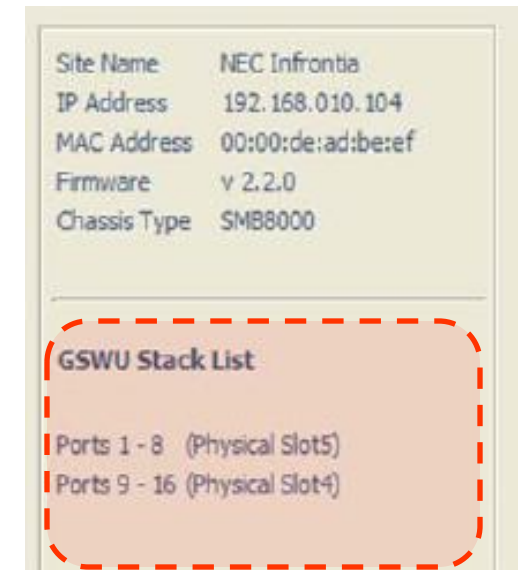 Site Name NEC Infrontia
IP Address 192.168.010.104
MAC Address 00:00:de:ad:be:ef
Firmware v 2.2.0
Chassis Type SMB8000
GSWU Stack List
Ports 1 - 8 (Physical Slot5)
Ports 9 - 16 (Physical Slot4)